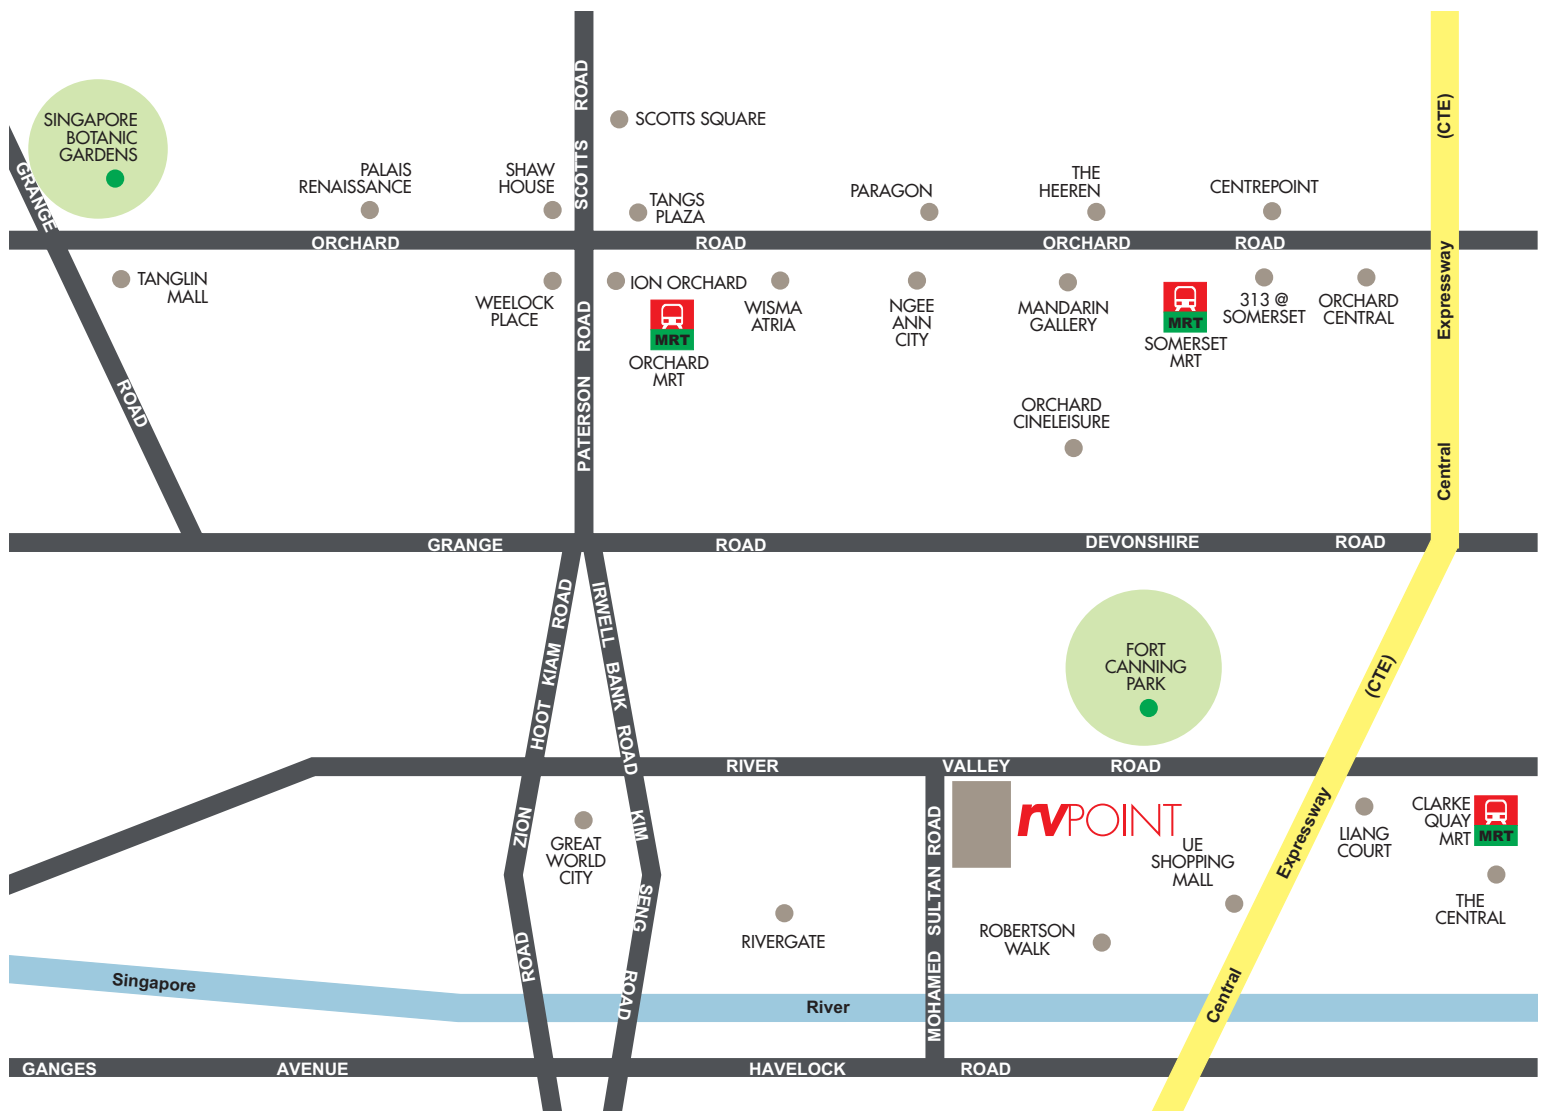 SCOTTS ROAD
(CTE)
SINGAPORE
BOTANIC
GARDENS
SCOTTS SQUARE
GRANGE
PALAIS
RENAISSANCE
SHAW
HOUSE
TANGS
PLAZA
PARAGON
THE
HEEREN
CENTREPOINT
ORCHARD ROAD ORCHARD ROAD
TANGLIN
MALL
WEELOCK
PLACE
ION ORCHARD
MRT
ORCHARD
MRT
WISMA
ATRIA
NGEE
ANN
CITY
MANDARIN
GALLERY
MRT
SOMERSET
MRT
313 @
SOMERSET
ORCHARD
CENTRAL
Central Expressway
ROAD
PATERSON ROAD
ORCHARD
CINELEISURE
GRANGE ROAD DEVONSHIRE ROAD
HOOT KIAM ROAD
IRWELL BANK ROAD
FORT
CANNING
PARK
(CTE)
RIVER VALLEY ROAD
ZION ROAD
GREAT
WORLD
CITY
KIM SENG ROAD
MOHAMED SULTAN ROAD
rvPOINT
UE
SHOPPING
MALL
Central Expressway
LIANG
COURT
CLARKE
QUAY
MRT
MRT
THE
CENTRAL
RIVERGATE
ROBERTSON
WALK
Singapore River
GANGES AVENUE HAVELOCK ROAD